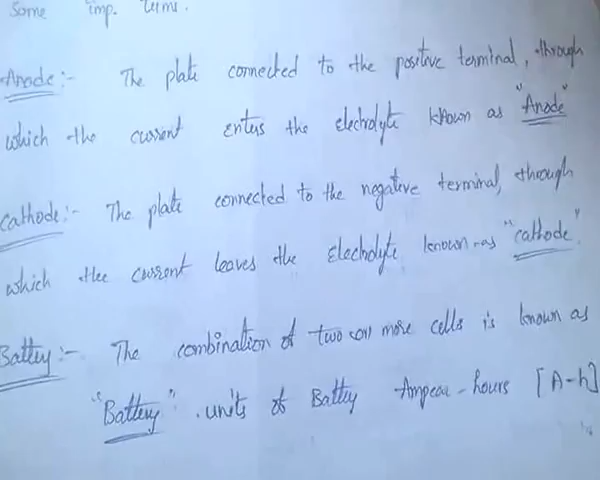 Some imp. terms.
Anode:- The plate connected to the positive terminal, through
which the current enters the electrolyte known as "Anode"
Cathode:- The plate connected to the negative terminal, through
which the current leaves the Electrolyte known as "cathode"
Battery:- The combination of two (or) more cells is known as
"Battery". units of Battery Ampear-hours [A-h]